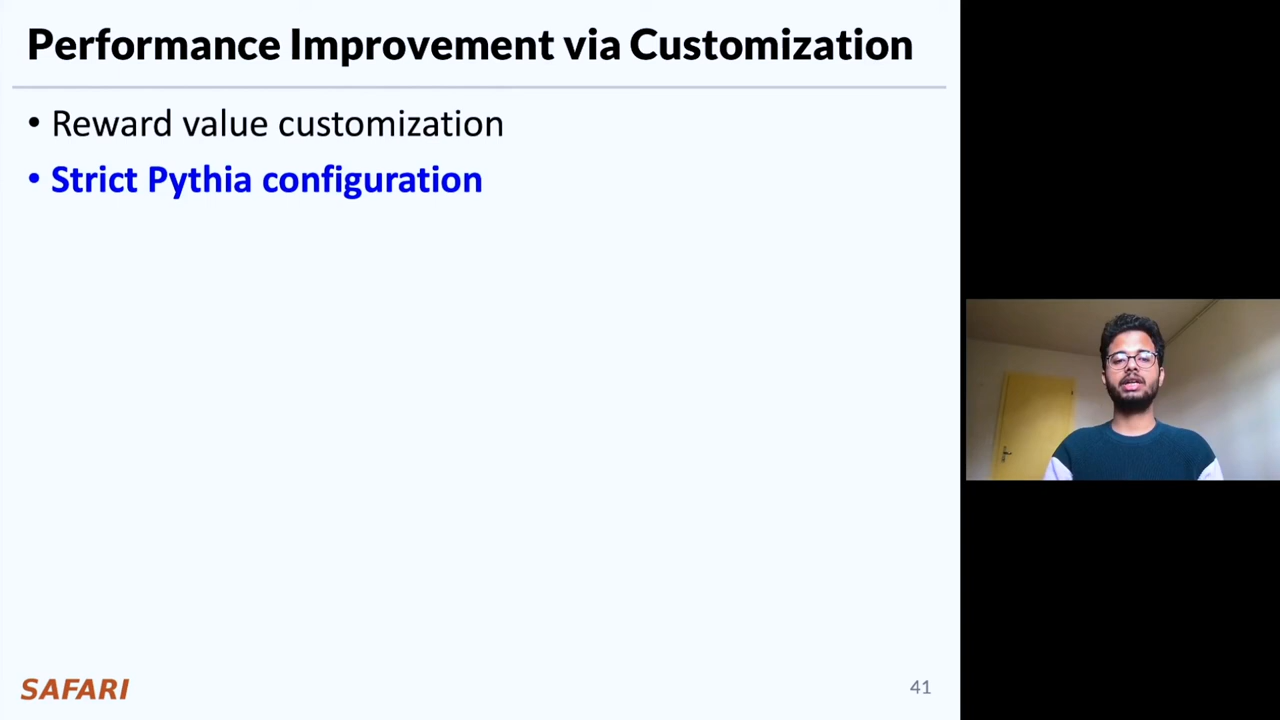 Performance Improvement via Customization
• Reward value customization
• Strict Pythia configuration
SAFARI
41